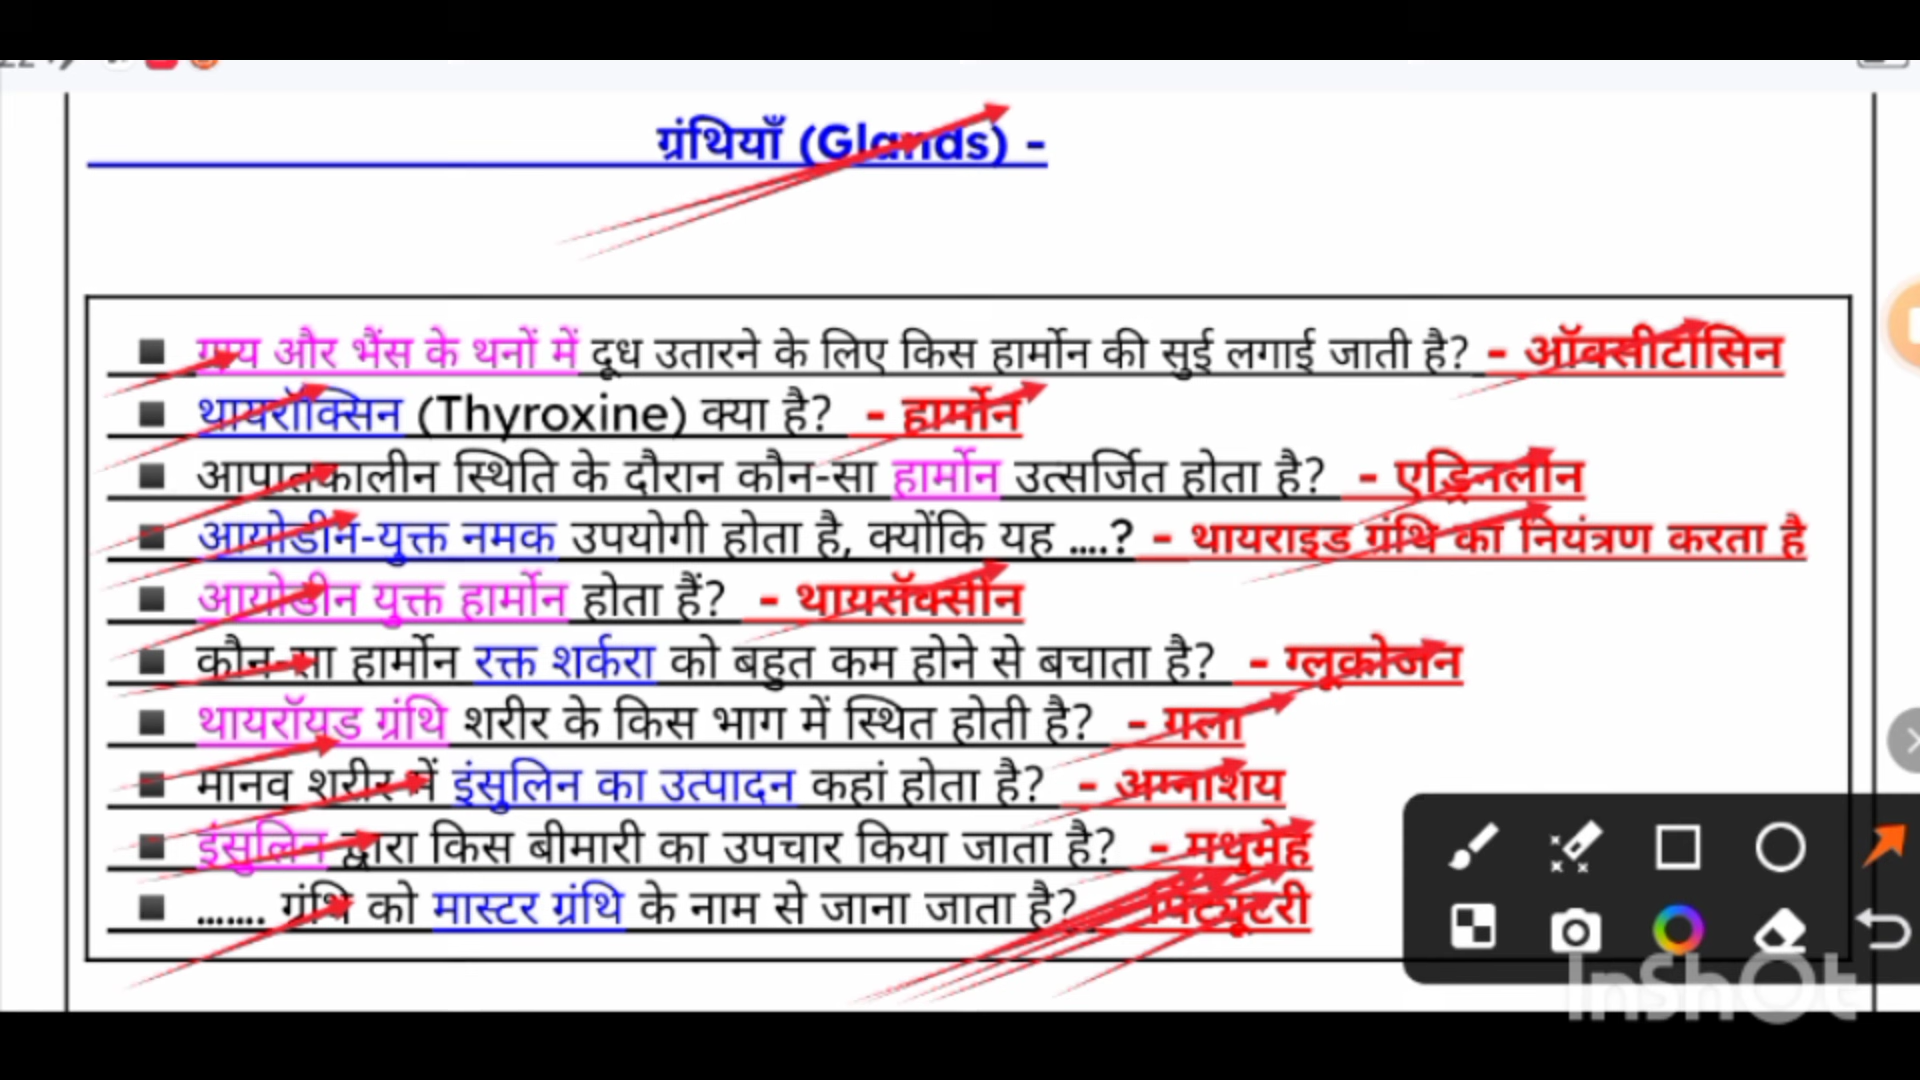 ग्रंथियाँ (Glands) -
गाय और भैंस के थनों में दूध उतारने के लिए किस हार्मोन की सुई लगाई जाती है? - ऑक्सीटॉसिन
थायरॉक्सिन (Thyroxine) क्या है? - हार्मोन
आपातकालीन स्थिति के दौरान कौन-सा हार्मोन उत्सर्जित होता है? - एड्रिनलीन
आयोडीन-युक्त नमक उपयोगी होता है, क्योंकि यह ....? - थायराइड ग्रंथि का नियंत्रण करता है
आयोडीन युक्त हार्मोन होता हैं? - थायरॉक्सीन
कौन-सा हार्मोन रक्त शर्करा को बहुत कम होने से बचाता है? - ग्लूकोजन
थायरॉयड ग्रंथि शरीर के किस भाग में स्थित होती है? - गला
मानव शरीर में इंसुलिन का उत्पादन कहां होता है? - अग्नाशय
इंसुलिन द्वारा किस बीमारी का उपचार किया जाता है? - मधुमेह
....... ग्रंथि को मास्टर ग्रंथि के नाम से जाना जाता है? - पिट्यूटरी
InShOt